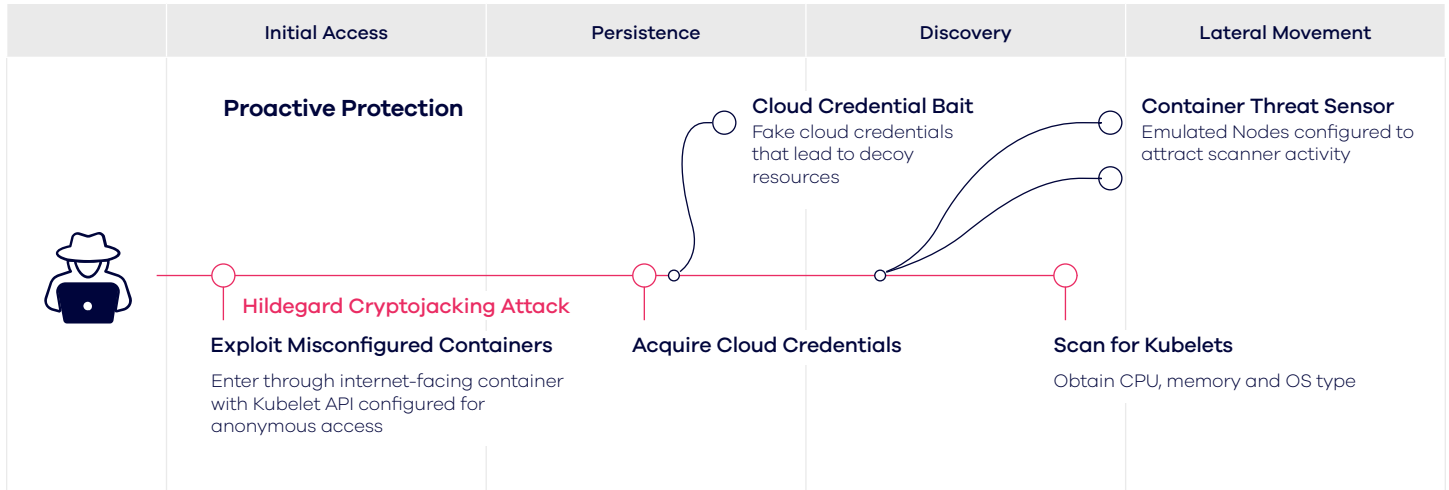 Initial Access
Persistence
Discovery
Lateral Movement
Proactive Protection
Cloud Credential Bait
Fake cloud credentials
that lead to decoy
resources
Container Threat Sensor
Emulated Nodes configured to
attract scanner activity
Hildegard Cryptojacking Attack
Exploit Misconfigured Containers
Enter through internet-facing container
with Kubelet API configured for
anonymous access
Acquire Cloud Credentials
Scan for Kubelets
Obtain CPU, memory and OS type